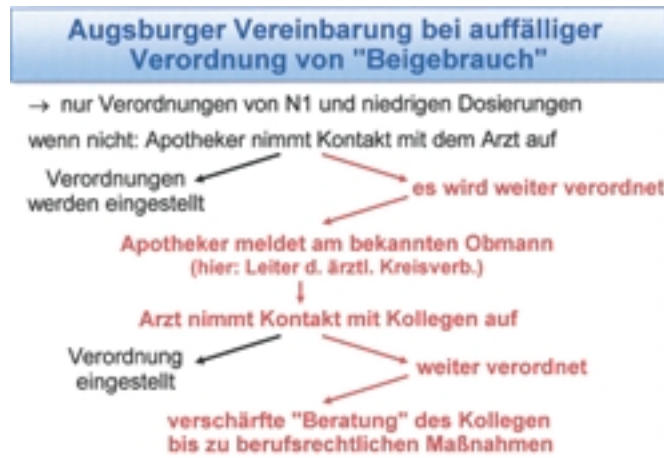 Augsburger Vereinbarung bei auffälliger
Verordnung von "Beigebrauch"
→ nur Verordnungen von N1 und niedrigen Dosierungen
wenn nicht: Apotheker nimmt Kontakt mit dem Arzt auf
Verordnungen
werden eingestellt
es wird weiter verordnet
Apotheker meldet am bekannten Obmann
(hier: Leiter d. ärztl. Kreisverb.)
Arzt nimmt Kontakt mit Kollegen auf
Verordnung
eingestellt
weiter verordnet
verschärfte "Beratung" des Kollegen
bis zu berufsrechtlichen Maßnahmen